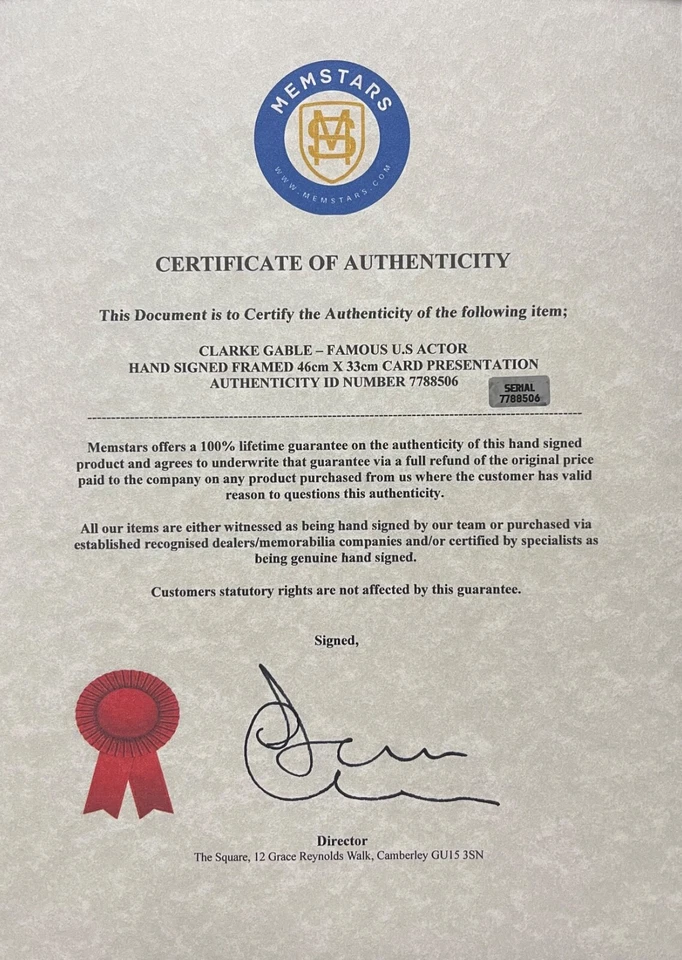 MEMSTARS
MS
WWW.MEMSTARS.COM
CERTIFICATE OF AUTHENTICITY
This Document is to Certify the Authenticity of the following item;
CLARKE GABLE – FAMOUS U.S ACTOR
HAND SIGNED FRAMED 46cm X 33cm CARD PRESENTATION
AUTHENTICITY ID NUMBER 7788506
SERIAL
7788506
Memstars offers a 100% lifetime guarantee on the authenticity of this hand signed
product and agrees to underwrite that guarantee via a full refund of the original price
paid to the company on any product purchased from us where the customer has valid
reason to questions this authenticity.
All our items are either witnessed as being hand signed by our team or purchased via
established recognised dealers/memorabilia companies and/or certified by specialists as
being genuine hand signed.
Customers statutory rights are not affected by this guarantee.
Signed,
Director
The Square, 12 Grace Reynolds Walk, Camberley GU15 3SN